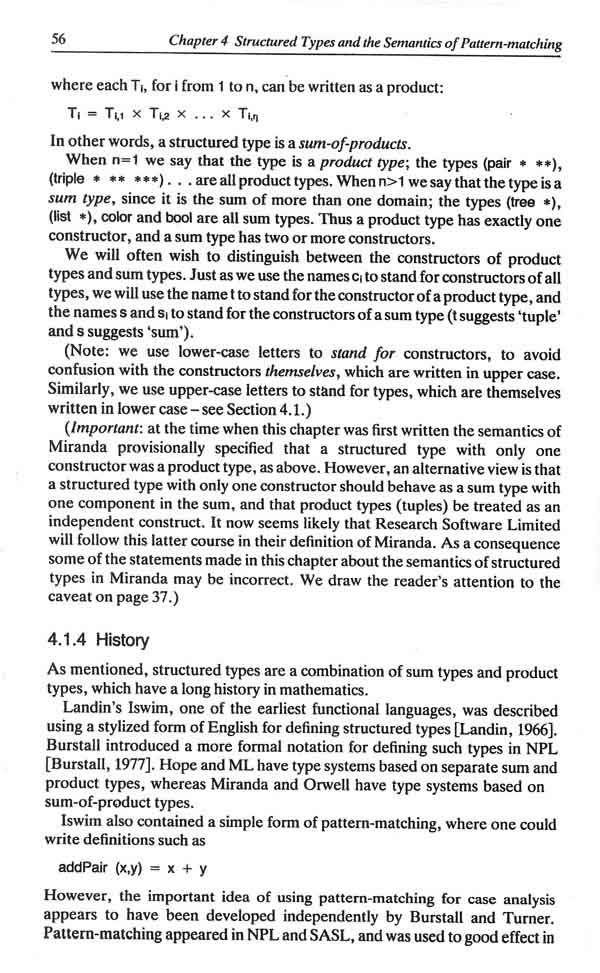 56 Chapter 4 Structured Types and the Semantics of Pattern-matching
where each Tᵢ, for i from 1 to n, can be written as a product:
Tᵢ = Tᵢ,₁ × Tᵢ,₂ × . . . × Tᵢ,rᵢ
In other words, a structured type is a sum-of-products.
When n=1 we say that the type is a product type; the types (pair * **),
(triple * ** ***) . . . are all product types. When n>1 we say that the type is a
sum type, since it is the sum of more than one domain; the types (tree *),
(list *), color and bool are all sum types. Thus a product type has exactly one
constructor, and a sum type has two or more constructors.
We will often wish to distinguish between the constructors of product
types and sum types. Just as we use the names cᵢ to stand for constructors of all
types, we will use the name t to stand for the constructor of a product type, and
the names s and sᵢ to stand for the constructors of a sum type (t suggests ‘tuple’
and s suggests ‘sum’).
(Note: we use lower-case letters to stand for constructors, to avoid
confusion with the constructors themselves, which are written in upper case.
Similarly, we use upper-case letters to stand for types, which are themselves
written in lower case – see Section 4.1.)
(Important: at the time when this chapter was first written the semantics of
Miranda provisionally specified that a structured type with only one
constructor was a product type, as above. However, an alternative view is that
a structured type with only one constructor should behave as a sum type with
one component in the sum, and that product types (tuples) be treated as an
independent construct. It now seems likely that Research Software Limited
will follow this latter course in their definition of Miranda. As a consequence
some of the statements made in this chapter about the semantics of structured
types in Miranda may be incorrect. We draw the reader’s attention to the
caveat on page 37.)
4.1.4 History
As mentioned, structured types are a combination of sum types and product
types, which have a long history in mathematics.
Landin’s Iswim, one of the earliest functional languages, was described
using a stylized form of English for defining structured types [Landin, 1966].
Burstall introduced a more formal notation for defining such types in NPL
[Burstall, 1977]. Hope and ML have type systems based on separate sum and
product types, whereas Miranda and Orwell have type systems based on
sum-of-product types.
Iswim also contained a simple form of pattern-matching, where one could
write definitions such as
addPair (x,y) = x + y
However, the important idea of using pattern-matching for case analysis
appears to have been developed independently by Burstall and Turner.
Pattern-matching appeared in NPL and SASL, and was used to good effect in